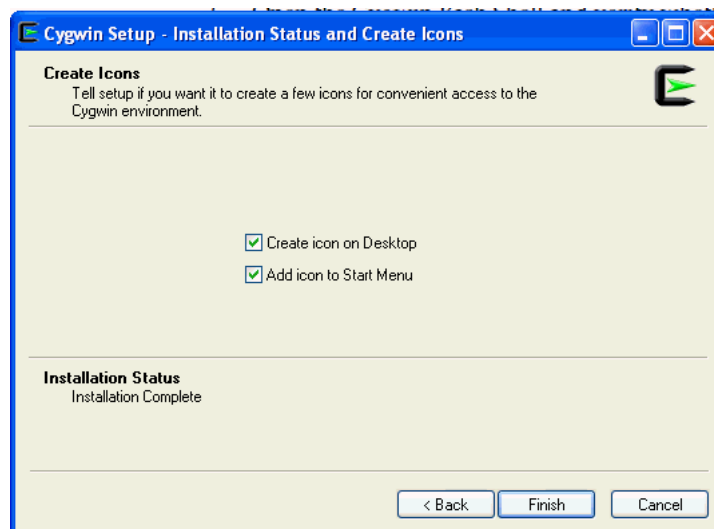 Cygwin Setup - Installation Status and Create Icons
Create Icons
Tell setup if you want it to create a few icons for convenient access to the
Cygwin environment.
Create icon on Desktop
Add icon to Start Menu
Installation Status
Installation Complete
< Back
Finish
Cancel